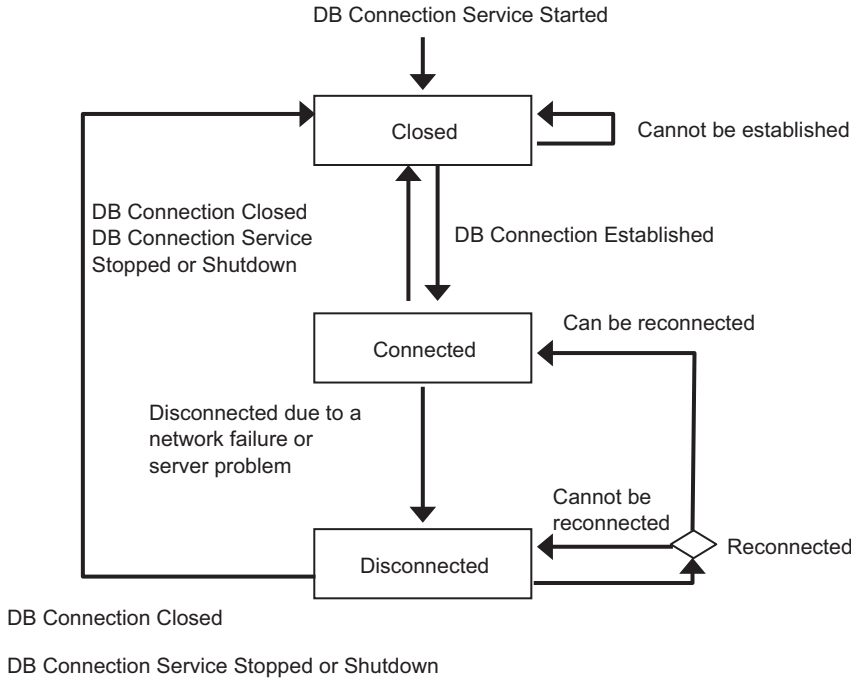 DB Connection Service Started
Closed
Cannot be established
DB Connection Closed
DB Connection Service
Stopped or Shutdown
DB Connection Established
Can be reconnected
Connected
Disconnected due to a
network failure or
server problem
Cannot be
reconnected
Reconnected
Disconnected
DB Connection Closed
DB Connection Service Stopped or Shutdown